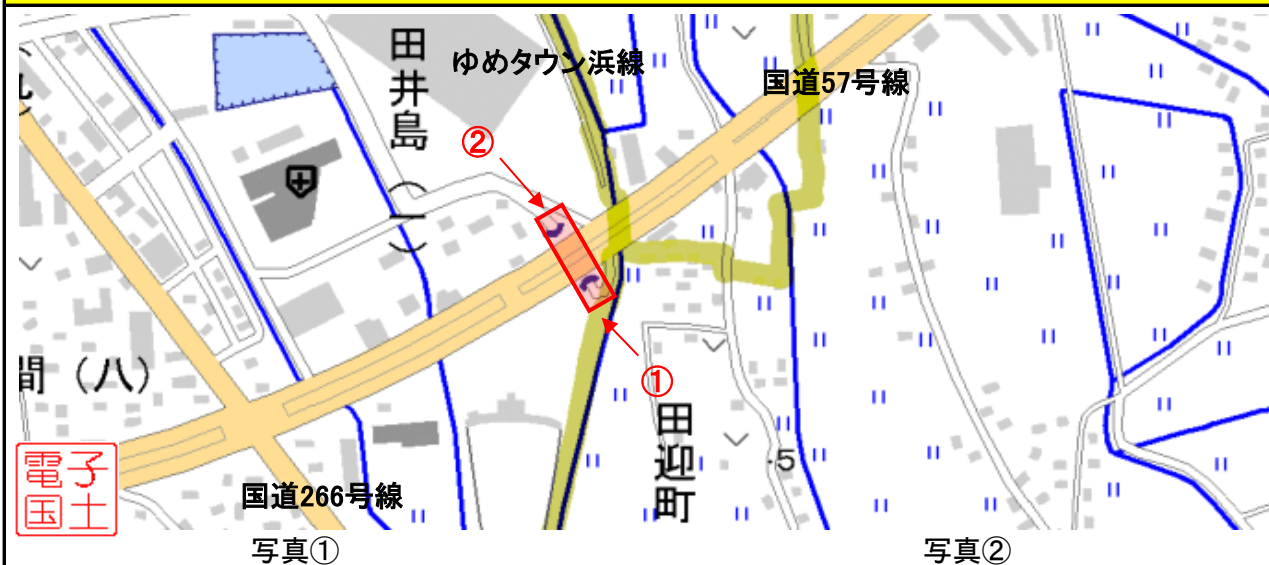 田井島(一)
ゆめタウン浜線
国道57号線
②
①
間(八)
田迎町
・5
国道266号線
電子
国土
写真①
写真②